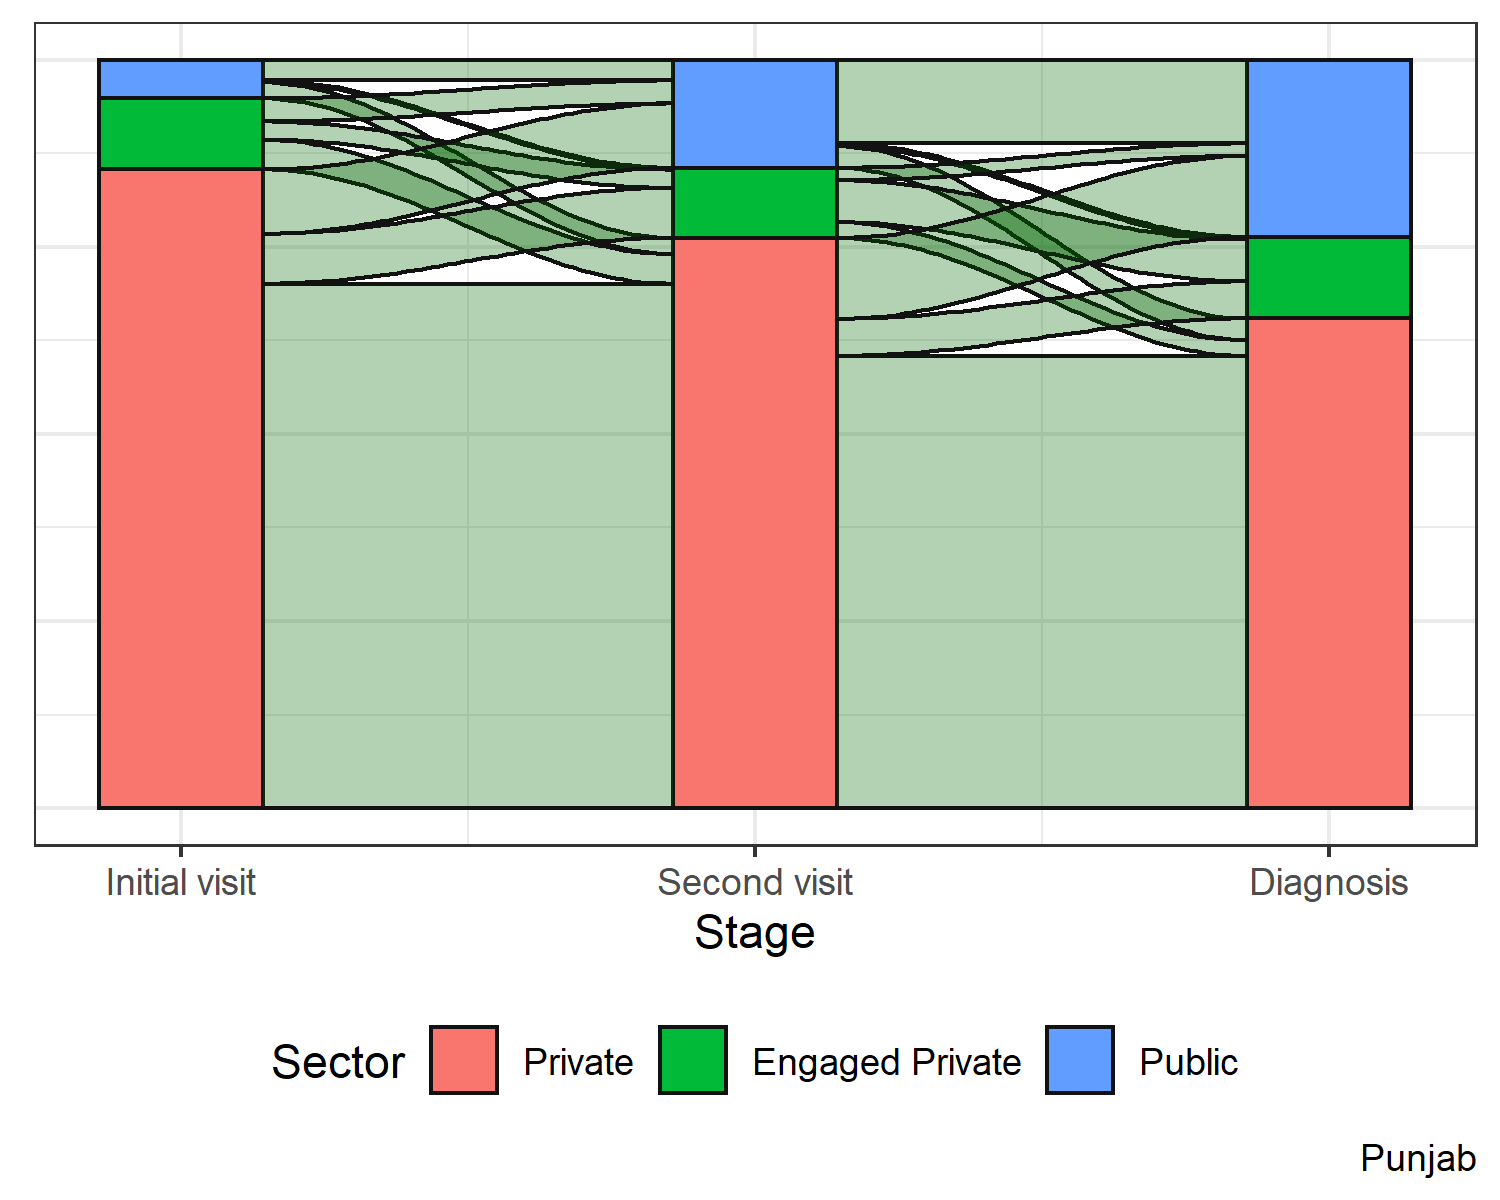 Initial visit Second visit Diagnosis
Stage
Sector Private Engaged Private Public
Punjab